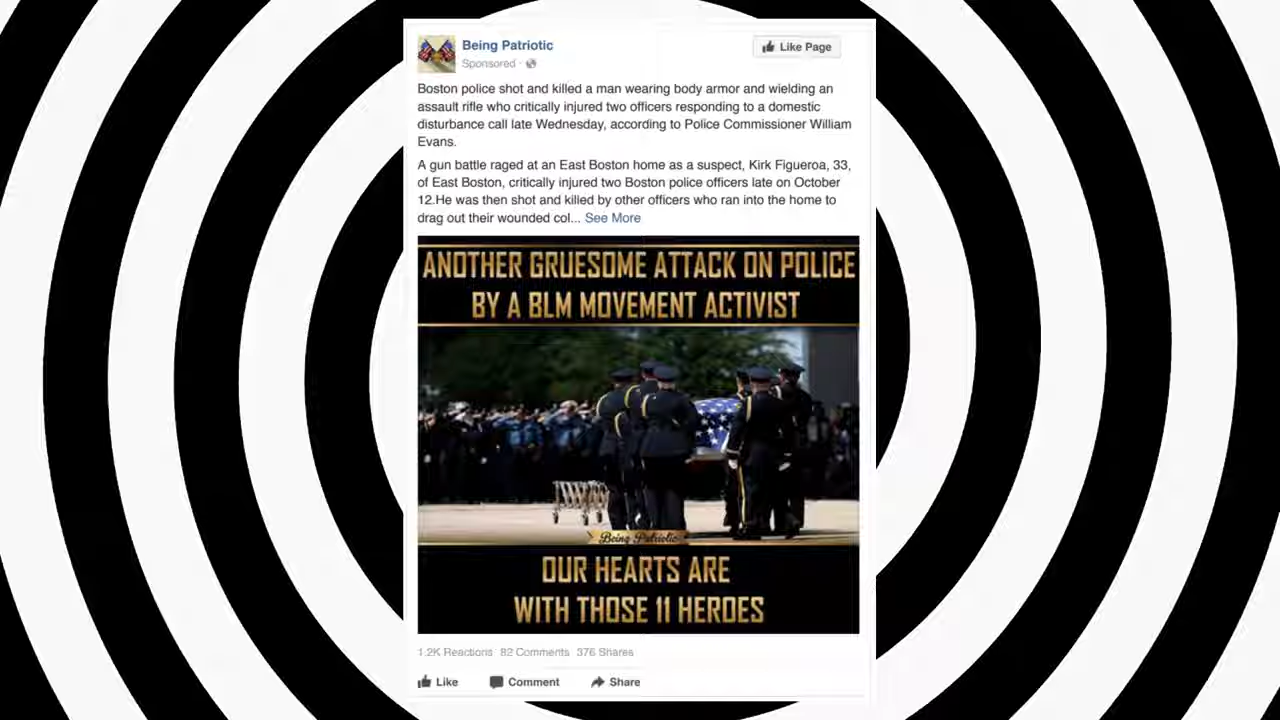 Being Patriotic
Like Page
Sponsored ·
Boston police shot and killed a man wearing body armor and wielding an
assault rifle who critically injured two officers responding to a domestic
disturbance call late Wednesday, according to Police Commissioner William
Evans.
A gun battle raged at an East Boston home as a suspect, Kirk Figueroa, 33,
of East Boston, critically injured two Boston police officers late on October
12.He was then shot and killed by other officers who ran into the home to
drag out their wounded col... See More
ANOTHER GRUESOME ATTACK ON POLICE
BY A BLM MOVEMENT ACTIVIST
Being Patriotic
OUR HEARTS ARE
WITH THOSE 11 HEROES
1.2K Reactions 82 Comments 376 Shares
Like Comment Share